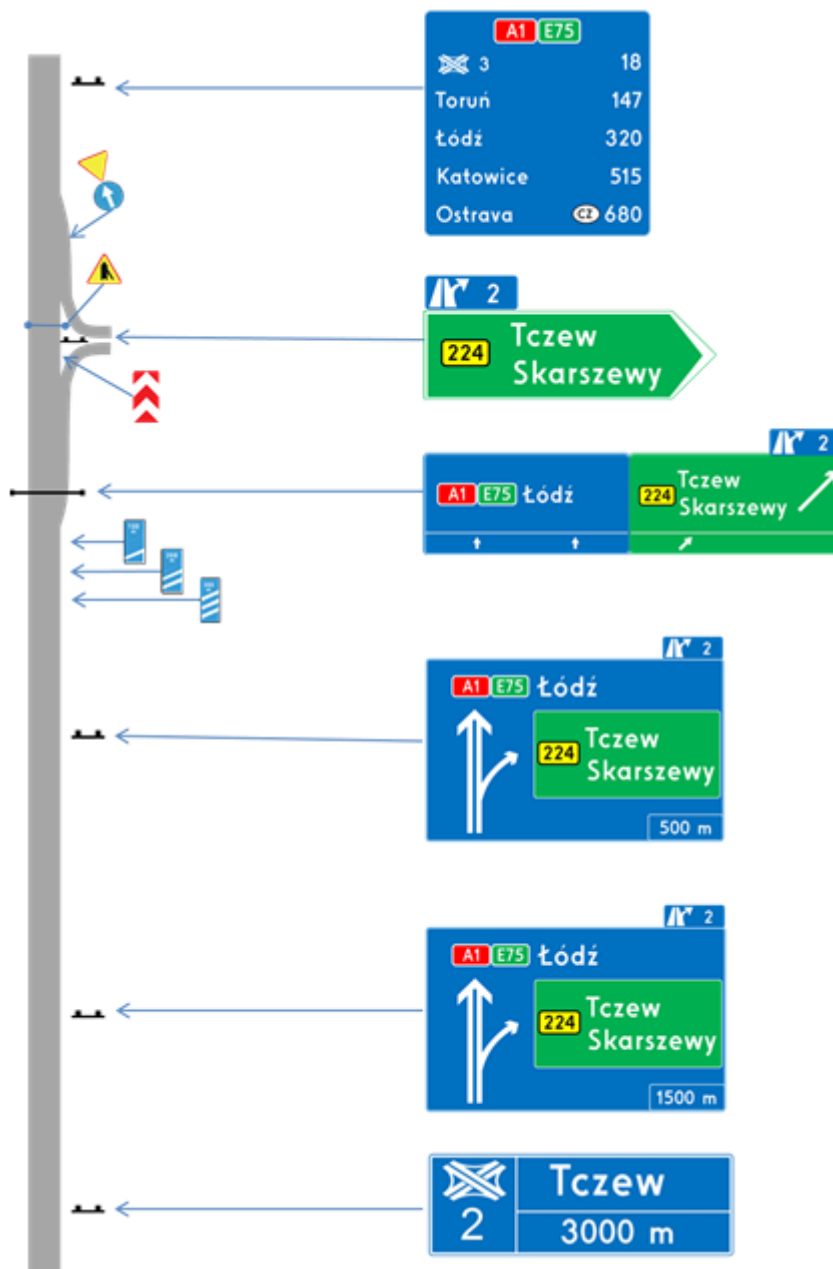 A1 E75
3 18
Toruń 147
Łódź 320
Katowice 515
Ostrava CZ 680
2
224 Tczew
Skarszewy
2
A1 E75 Łódź
224 Tczew
Skarszewy
2
A1 E75 Łódź
224 Tczew
Skarszewy
500 m
2
A1 E75 Łódź
224 Tczew
Skarszewy
1500 m
2
Tczew
3000 m